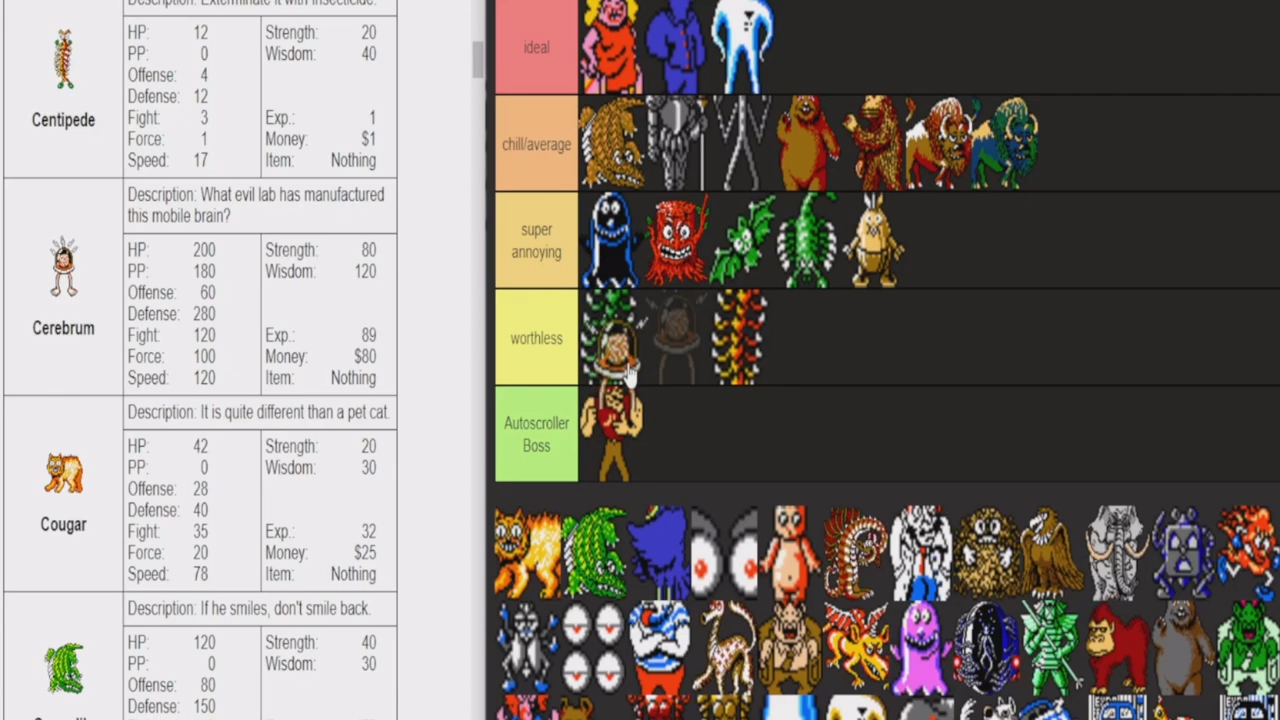 Description: Exterminate it with insecticide.
HP: 12 Strength: 20
PP: 0 Wisdom: 40
Offense: 4
Defense: 12
Centipede
Fight: 3 Exp.: 1
Force: 1 Money: $1
Speed: 17 Item: Nothing
Description: What evil lab has manufactured
this mobile brain?
HP: 200 Strength: 80
PP: 180 Wisdom: 120
Offense: 60
Defense: 280
Cerebrum
Fight: 120 Exp.: 89
Force: 100 Money: $80
Speed: 120 Item: Nothing
Description: It is quite different than a pet cat.
HP: 42 Strength: 20
PP: 0 Wisdom: 30
Offense: 28
Defense: 40
Cougar
Fight: 35 Exp.: 32
Force: 20 Money: $25
Speed: 78 Item: Nothing
Description: If he smiles, don't smile back.
HP: 120 Strength: 40
PP: 0 Wisdom: 30
Offense: 80
Defense: 150
ideal
chill/average
super
annoying
worthless
Autoscroller
Boss